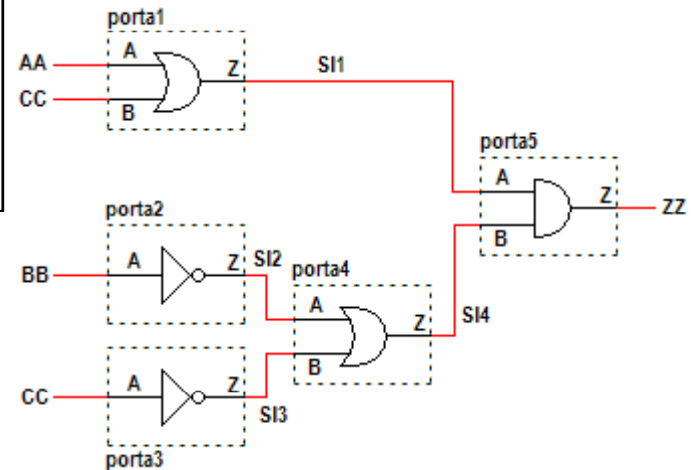 porta1
AA
A
Z
SI1
CC
B
porta5
A
Z
ZZ
B
porta2
BB
A
Z
SI2
porta4
A
Z
SI4
B
CC
A
Z
SI3
porta3